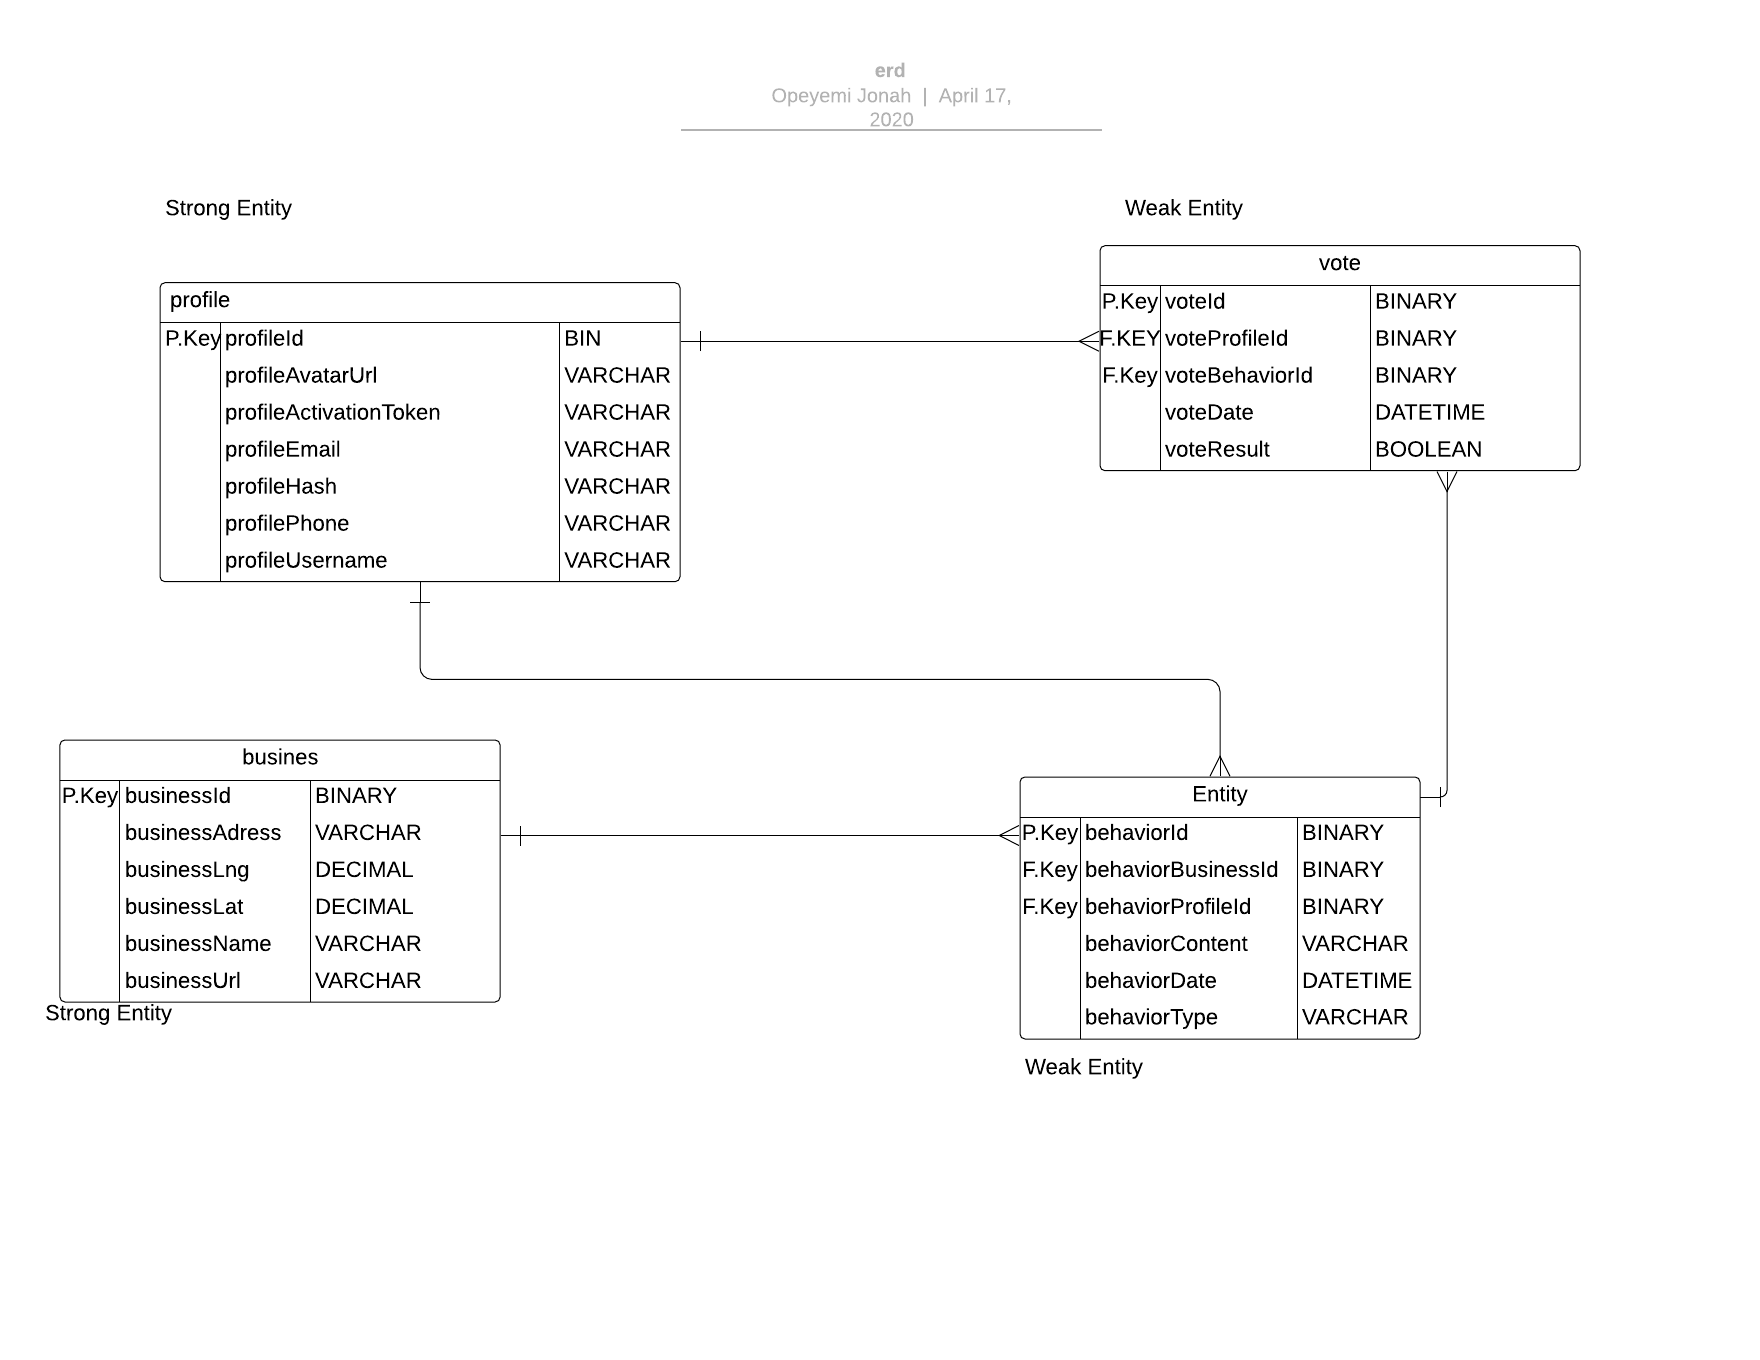 erd
Opeyemi Jonah | April 17,
2020
Strong Entity
profile
P.Key profileId BIN
profileAvatarUrl VARCHAR
profileActivationToken VARCHAR
profileEmail VARCHAR
profileHash VARCHAR
profilePhone VARCHAR
profileUsername VARCHAR
Weak Entity
vote
P.Key voteId BINARY
F.KEY voteProfileId BINARY
F.Key voteBehaviorId BINARY
voteDate DATETIME
voteResult BOOLEAN
busines
P.Key businessId BINARY
businessAdress VARCHAR
businessLng DECIMAL
businessLat DECIMAL
businessName VARCHAR
businessUrl VARCHAR
Strong Entity
Entity
P.Key behaviorId BINARY
F.Key behaviorBusinessId BINARY
F.Key behaviorProfileId BINARY
behaviorContent VARCHAR
behaviorDate DATETIME
behaviorType VARCHAR
Weak Entity